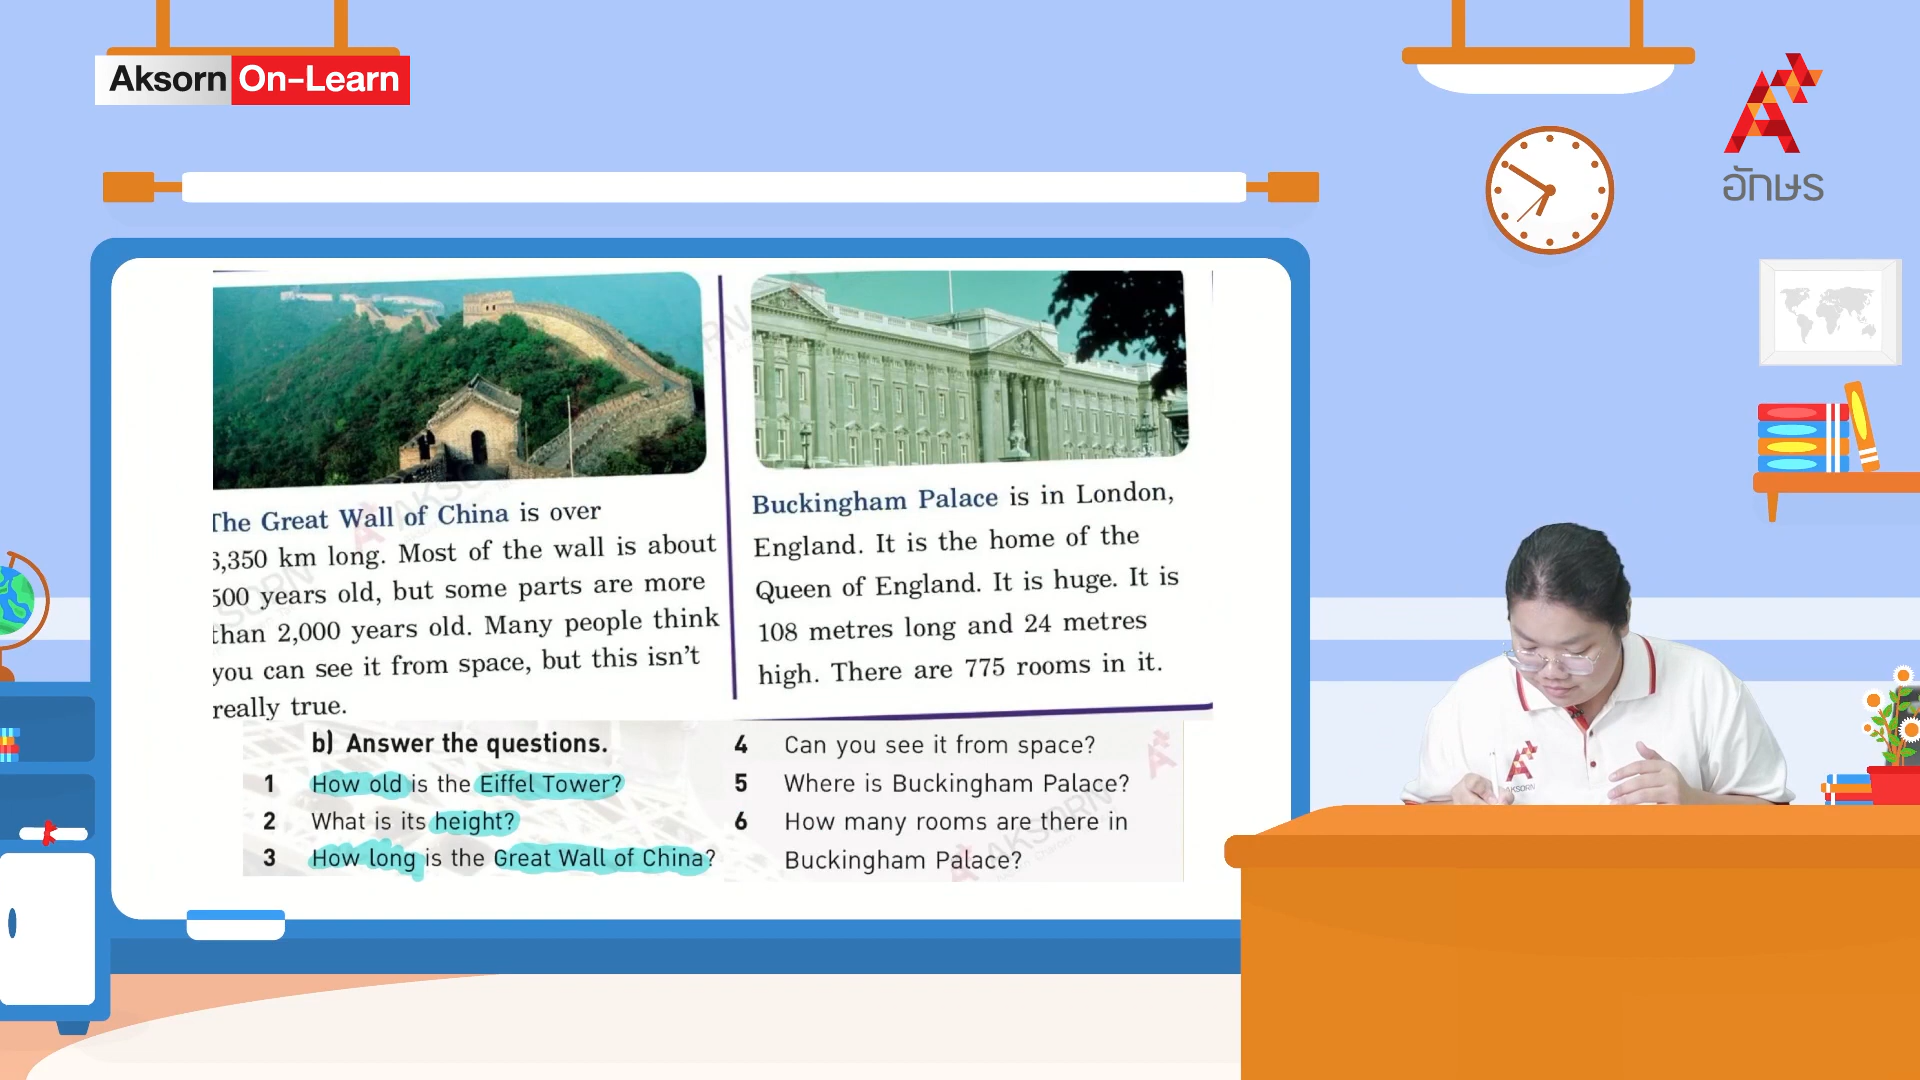 Aksorn On-Learn
อักษร
The Great Wall of China is over
6,350 km long. Most of the wall is about
500 years old, but some parts are more
than 2,000 years old. Many people think
you can see it from space, but this isn't
really true.
Buckingham Palace is in London,
England. It is the home of the
Queen of England. It is huge. It is
108 metres long and 24 metres
high. There are 775 rooms in it.
b) Answer the questions.
1 How old is the Eiffel Tower?
2 What is its height?
3 How long is the Great Wall of China?
4 Can you see it from space?
5 Where is Buckingham Palace?
6 How many rooms are there in
Buckingham Palace?
AKSORN